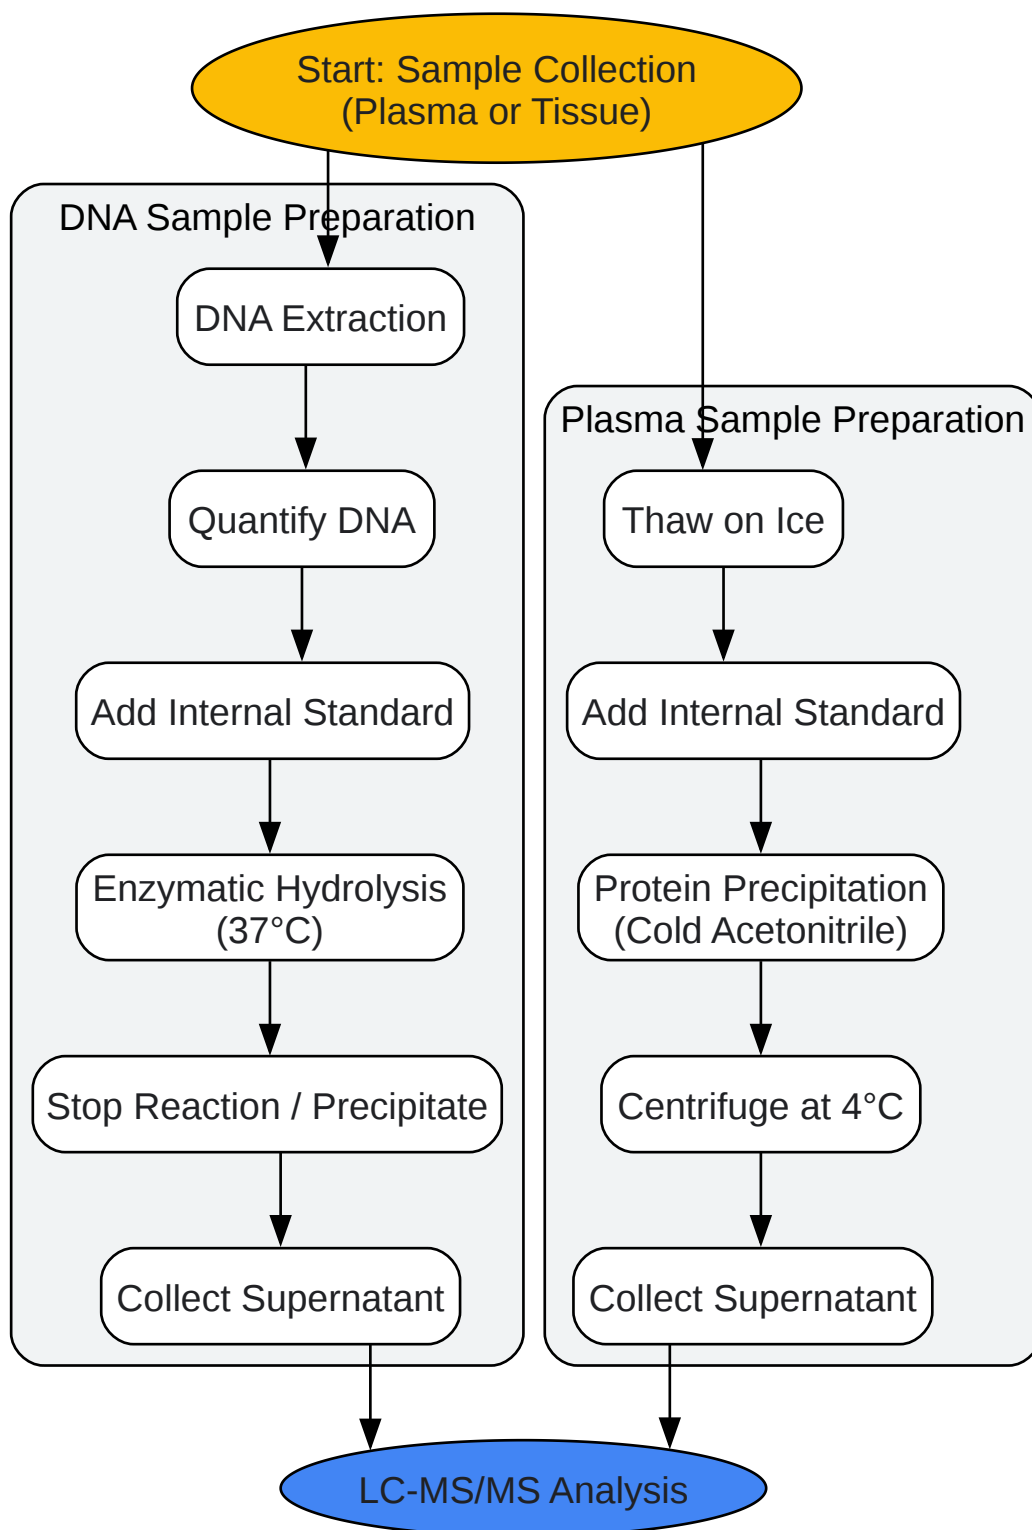 Start: Sample Collection
(Plasma or Tissue)
DNA Sample Preparation
DNA Extraction
Quantify DNA
Add Internal Standard
Enzymatic Hydrolysis
(37°C)
Stop Reaction / Precipitate
Collect Supernatant
Plasma Sample Preparation
Thaw on Ice
Add Internal Standard
Protein Precipitation
(Cold Acetonitrile)
Centrifuge at 4°C
Collect Supernatant
LC-MS/MS Analysis